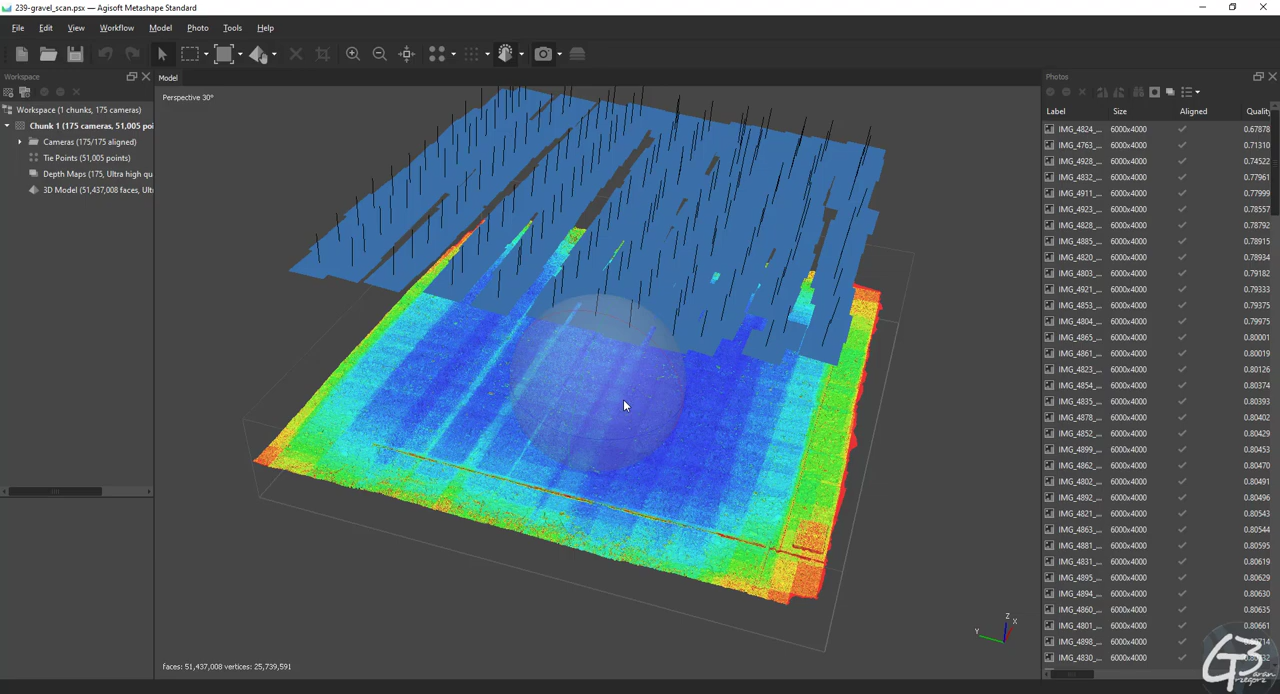 239-gravel_scan.psx — Agisoft Metashape Standard
File Edit View Workflow Model Photo Tools Help
Workspace
Model
Photos
Perspective 30°
Label Size Aligned Quality
Workspace (1 chunks, 175 cameras)
Chunk 1 (175 cameras, 51,005 poi
Cameras (175/175 aligned)
Tie Points (51,005 points)
Depth Maps (175, Ultra high qu
3D Model (51,437,008 faces, Ult
IMG_4824_... 6000x4000 0.67878
IMG_4763_... 6000x4000 0.71310
IMG_4928_... 6000x4000 0.74522
IMG_4832_... 6000x4000 0.77961
IMG_4911_... 6000x4000 0.77999
IMG_4923_... 6000x4000 0.78557
IMG_4828_... 6000x4000 0.78792
IMG_4885_... 6000x4000 0.78915
IMG_4820_... 6000x4000 0.78934
IMG_4803_... 6000x4000 0.79182
IMG_4921_... 6000x4000 0.79333
IMG_4853_... 6000x4000 0.79375
IMG_4804_... 6000x4000 0.79975
IMG_4865_... 6000x4000 0.80001
IMG_4861_... 6000x4000 0.80019
IMG_4823_... 6000x4000 0.80126
IMG_4854_... 6000x4000 0.80374
IMG_4835_... 6000x4000 0.80393
IMG_4878_... 6000x4000 0.80402
IMG_4852_... 6000x4000 0.80429
IMG_4899_... 6000x4000 0.80453
IMG_4862_... 6000x4000 0.80470
IMG_4802_... 6000x4000 0.80491
IMG_4892_... 6000x4000 0.80496
IMG_4821_... 6000x4000 0.80543
IMG_4863_... 6000x4000 0.80544
IMG_4881_... 6000x4000 0.80595
IMG_4831_... 6000x4000 0.80619
IMG_4895_... 6000x4000 0.80629
IMG_4894_... 6000x4000 0.80630
IMG_4860_... 6000x4000 0.80635
IMG_4801_... 6000x4000 0.80661
IMG_4898_... 6000x4000
IMG_4830_... 6000x4000
Z
X
Y
faces: 51,437,008 vertices: 25,739,591